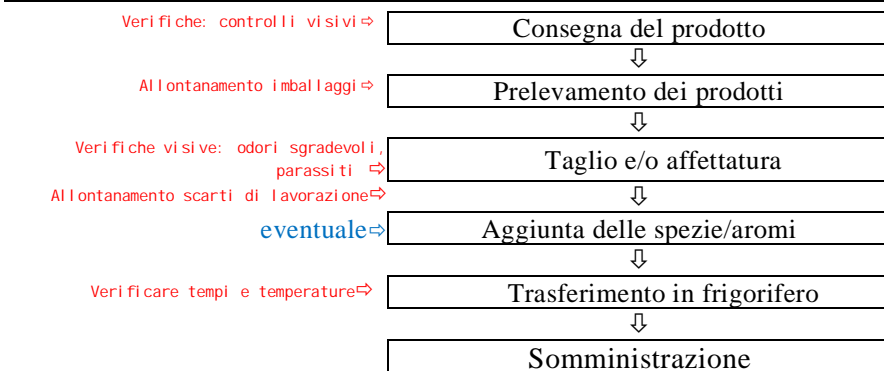 Verifiche: controlli visivi⇨ Consegna del prodotto
⇩
Allontanamento imballaggi⇨ Prelevamento dei prodotti
⇩
Verifiche visive: odori sgradevoli,
parassiti ⇨ Taglio e/o affettatura
Allontanamento scarti di lavorazione⇨ ⇩
eventuale⇨ Aggiunta delle spezie/aromi
⇩
Verificare tempi e temperature⇨ Trasferimento in frigorifero
⇩
Somministrazione